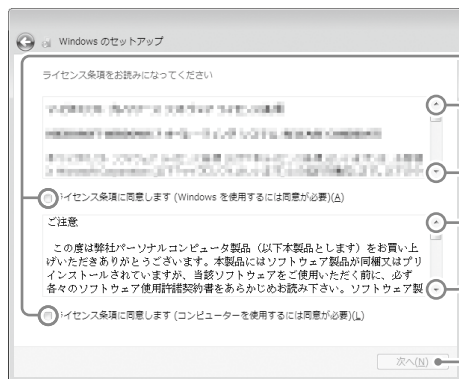 Windows のセットアップ
ライセンス条項をお読みになってください
ライセンス条項に同意します (Windows を使用するには同意が必要)(A)
ご注意
この度は弊社パーソナルコンピュータ製品（以下本製品とします）をお買い上
げいただきありがとうございます。本製品にはソフトウェア製品が同梱又はプリ
インストールされていますが、当該ソフトウェアをご使用いただく前に、必ず
各々のソフトウェア使用許諾契約書をあらかじめお読み下さい。ソフトウェア製
ライセンス条項に同意します (コンピューターを使用するには同意が必要)(L)
次へ(N)